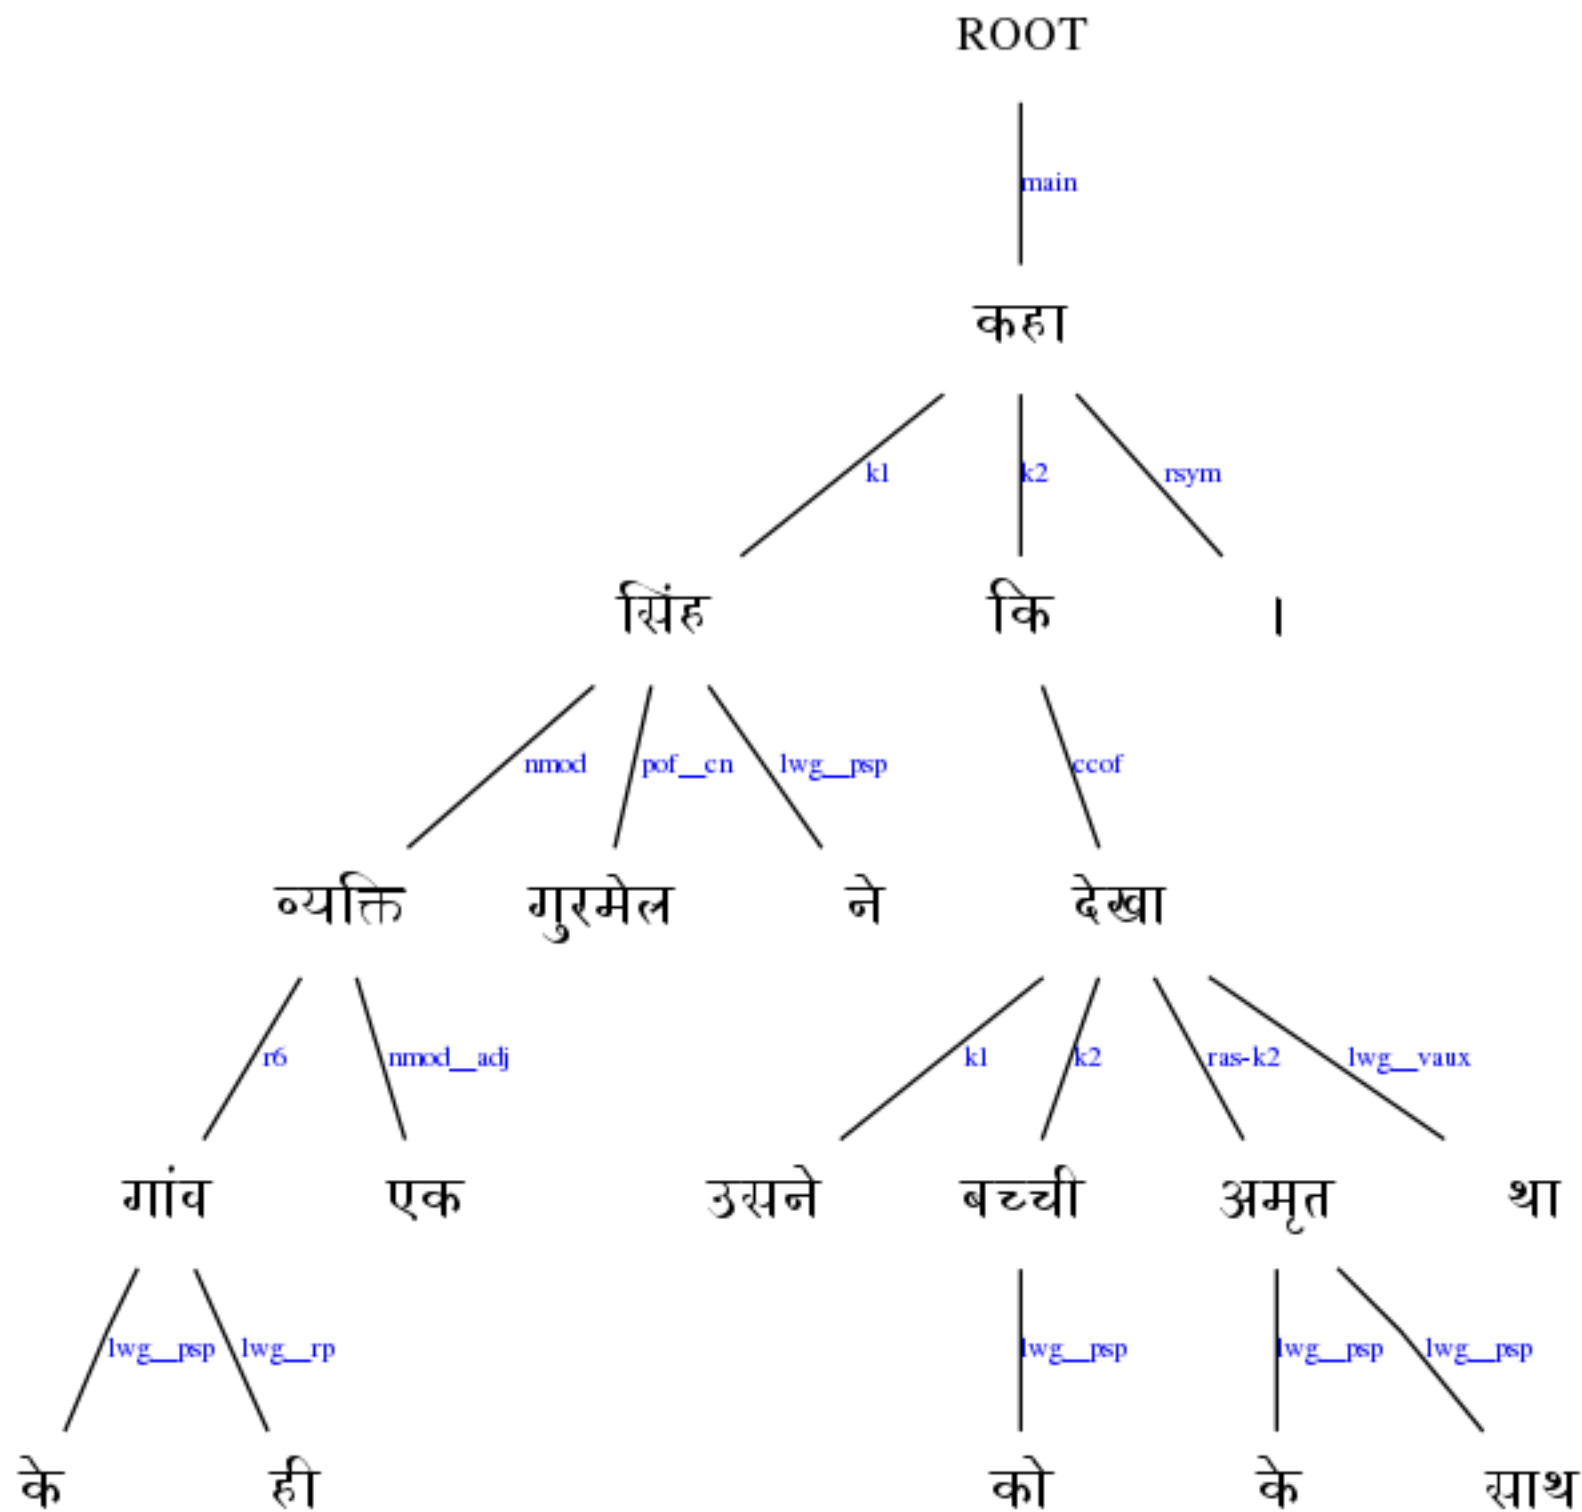 ROOT
main
कहा
k1 k2 rsym
सिंह कि ।
nmod pof__cn lwg__psp ccof
व्यक्ति गुरमेल ने देखा
r6 nmod__adj k1 k2 ras-k2 lwg__vaux
गांव एक उसने बच्ची अमृत था
lwg__psp lwg__rp lwg__psp lwg__psp lwg__psp
के ही को के साथ